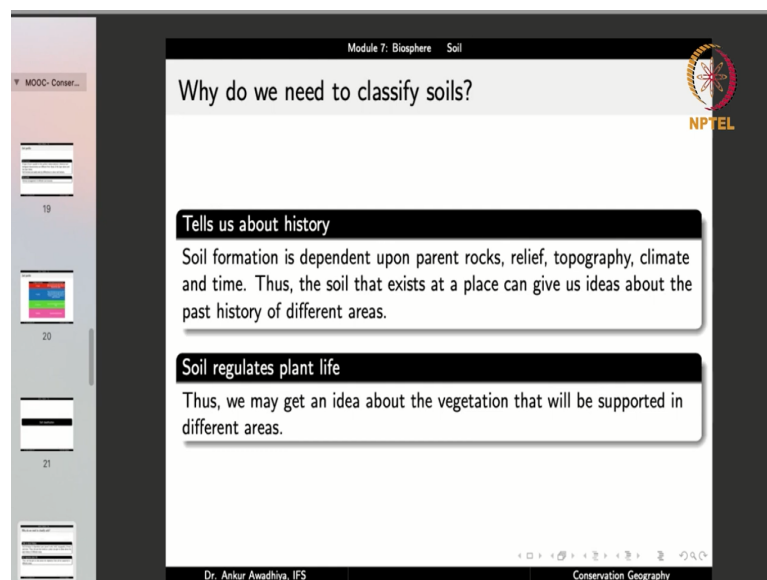 Module 7: Biosphere Soil
▼ MOOC- Conser...
Why do we need to classify soils?
NPTEL
19
Tells us about history
Soil formation is dependent upon parent rocks, relief, topography, climate
and time. Thus, the soil that exists at a place can give us ideas about the
past history of different areas.
20
Soil regulates plant life
Thus, we may get an idea about the vegetation that will be supported in
different areas.
21
Dr. Ankur Awadhiya, IFS
Conservation Geography